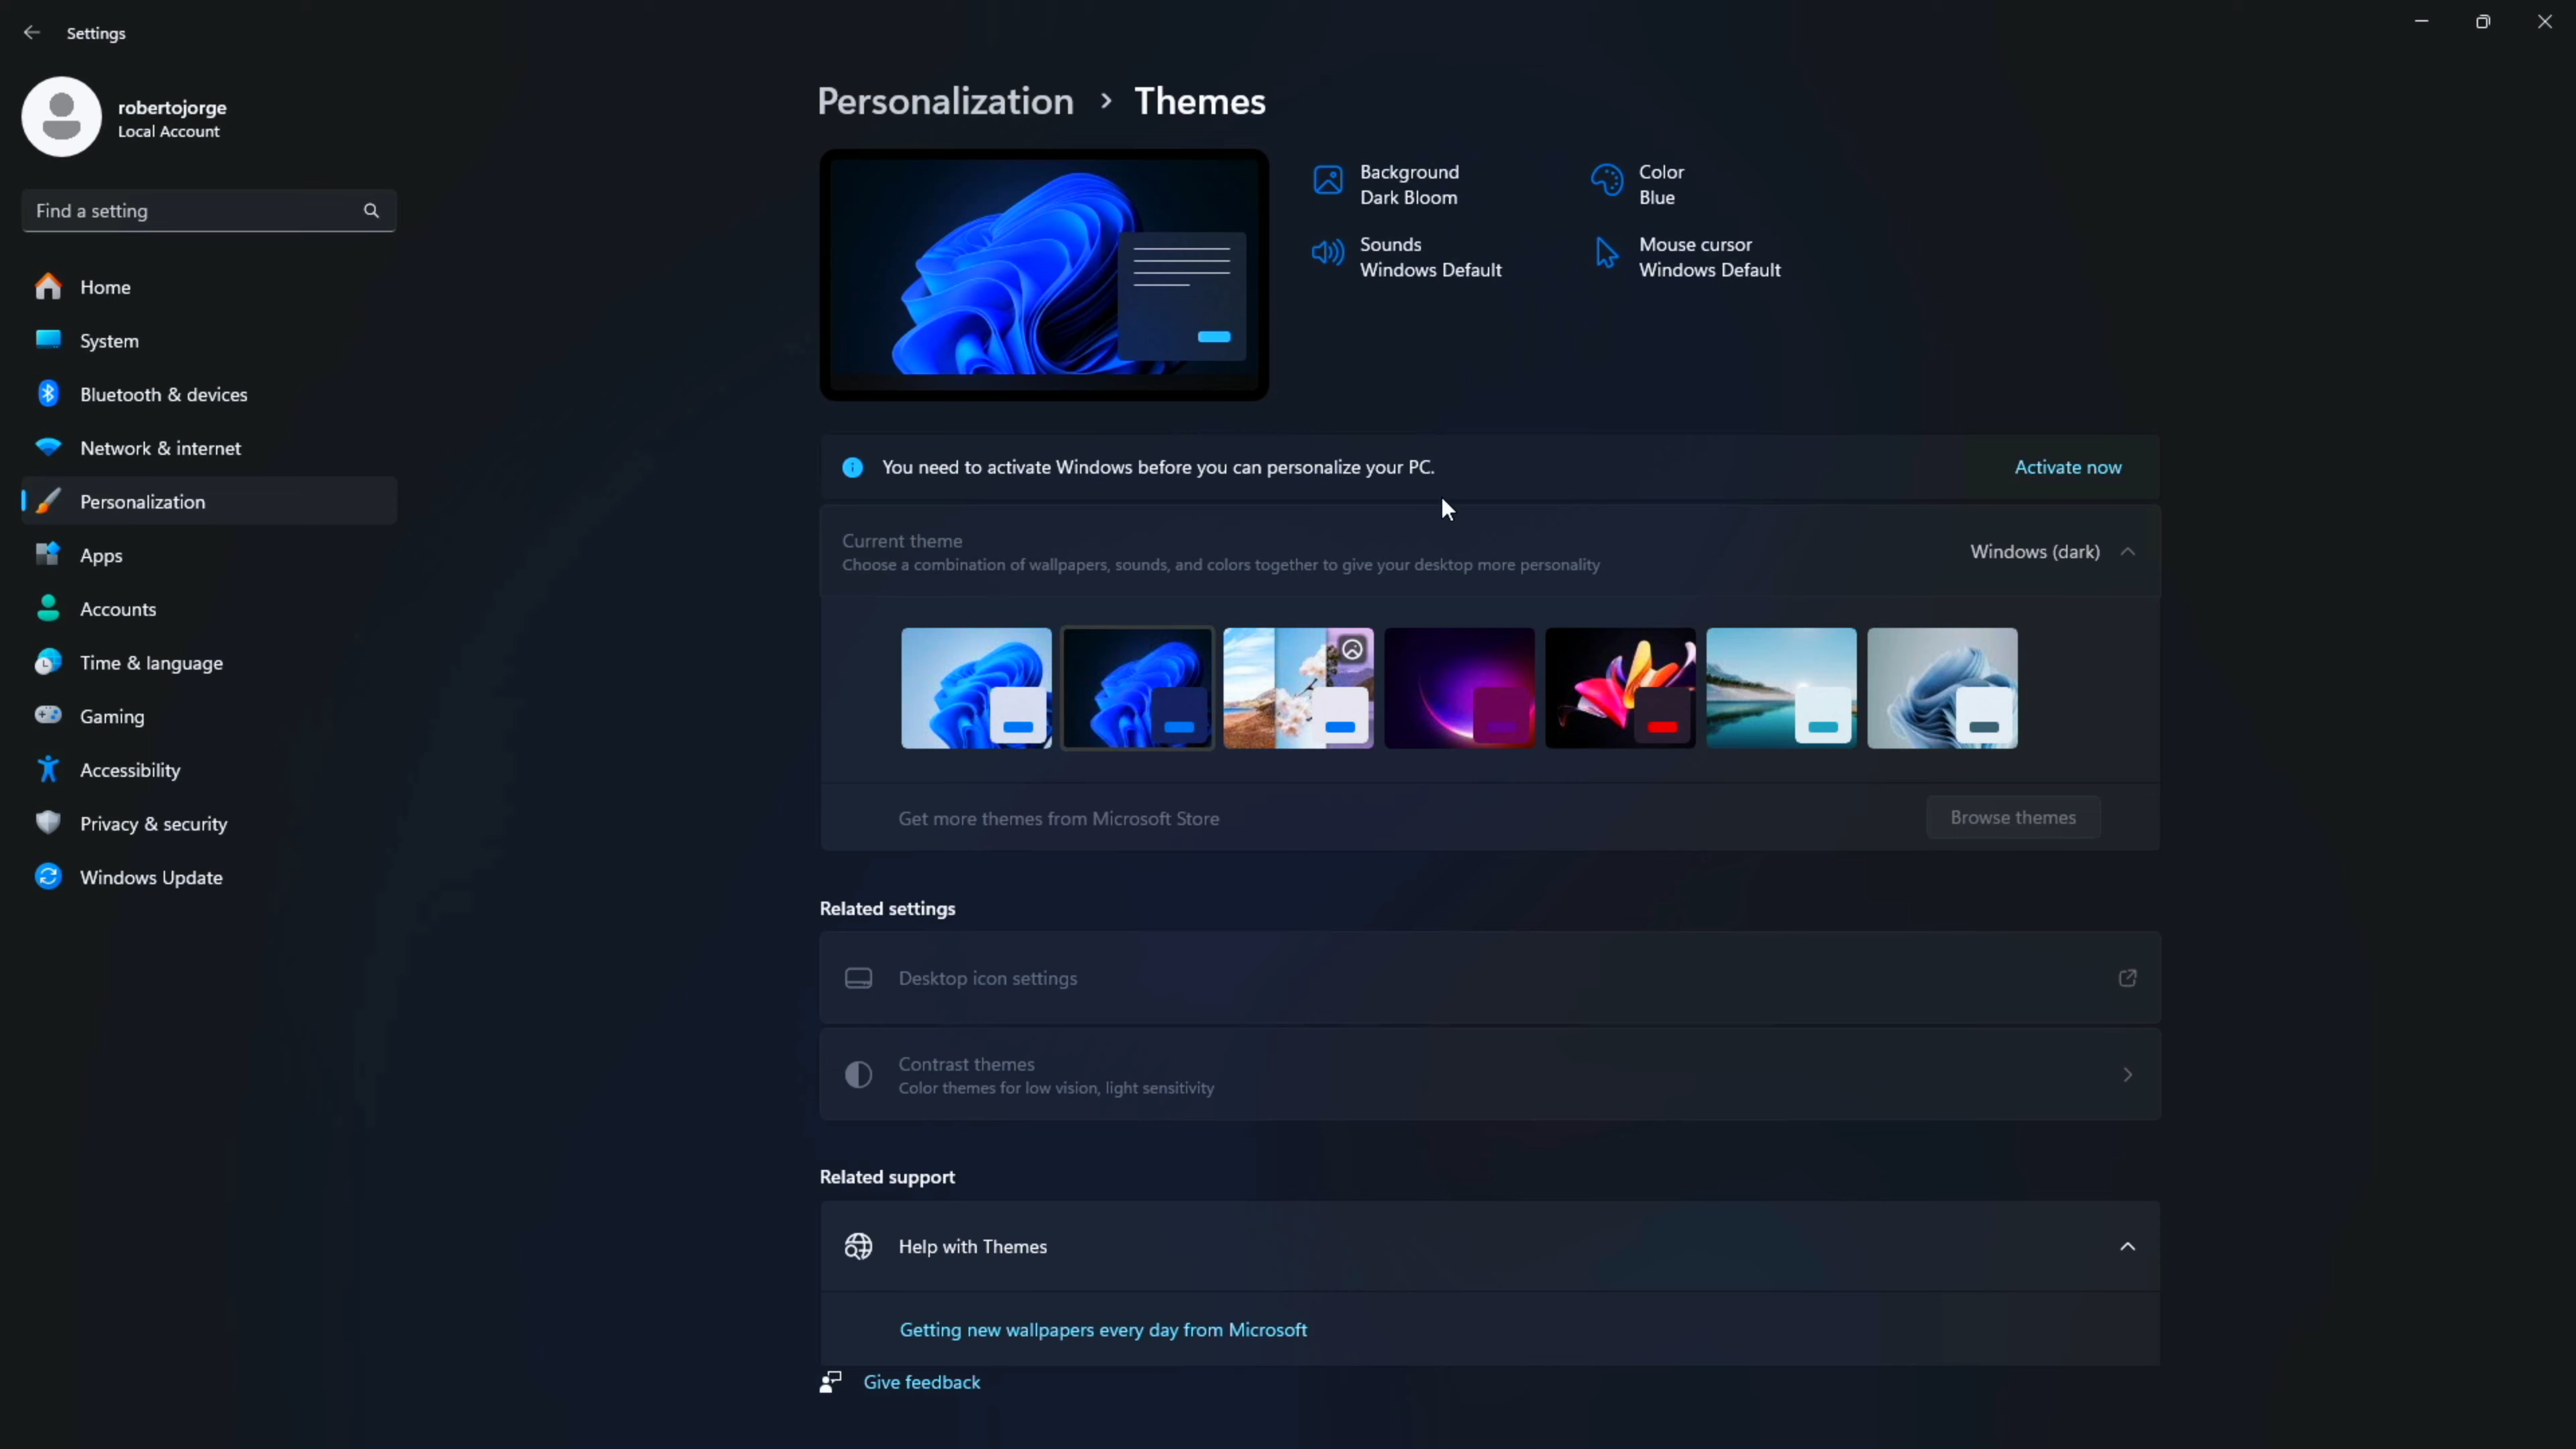 Settings
robertojorge
Local Account
Find a setting
Home
System
Bluetooth & devices
Network & internet
Personalization
Apps
Accounts
Time & language
Gaming
Accessibility
Privacy & security
Windows Update
Personalization > Themes
Background
Dark Bloom
Color
Blue
Sounds
Windows Default
Mouse cursor
Windows Default
You need to activate Windows before you can personalize your PC.
Activate now
Current theme
Choose a combination of wallpapers, sounds, and colors together to give your desktop more personality
Windows (dark)
Get more themes from Microsoft Store
Browse themes
Related settings
Desktop icon settings
Contrast themes
Color themes for low vision, light sensitivity
Related support
Help with Themes
Getting new wallpapers every day from Microsoft
Give feedback